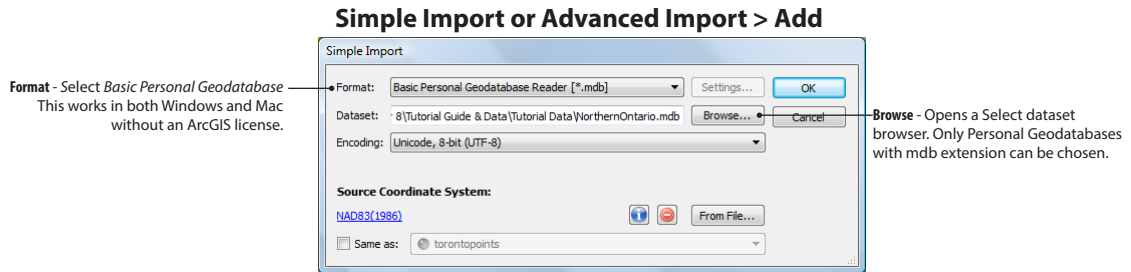 Simple Import or Advanced Import > Add
Simple Import
Format - Select Basic Personal Geodatabase
This works in both Windows and Mac
without an ArcGIS license.
Format: Basic Personal Geodatabase Reader [*.mdb] Settings... OK
Dataset: 8\Tutorial Guide & Data\Tutorial Data\NorthernOntario.mdb Browse... Cancel
Browse - Opens a Select dataset
browser. Only Personal Geodatabases
with mdb extension can be chosen.
Encoding: Unicode, 8-bit (UTF-8)
Source Coordinate System:
NAD83(1986) From File...
Same as: torontopoints